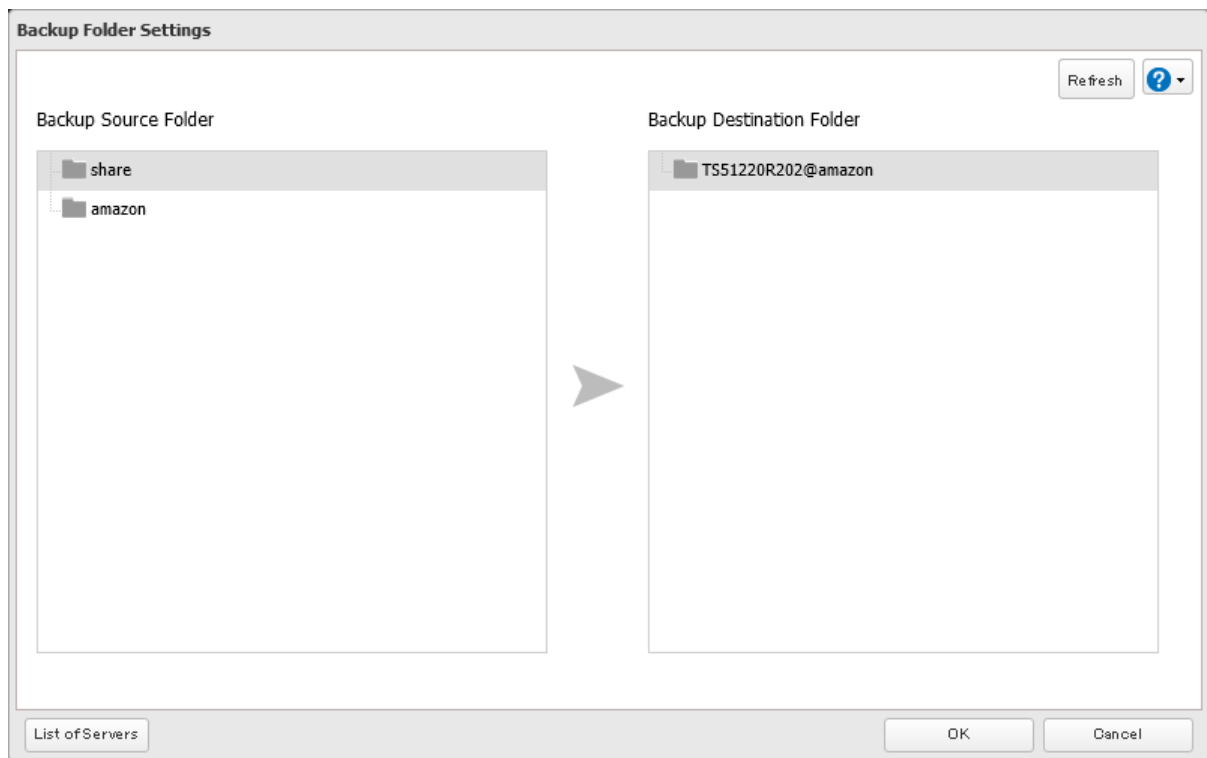 Backup Folder Settings
Refresh
?
Backup Source Folder
Backup Destination Folder
share
TS51220R202@amazon
amazon
List of Servers
OK
Cancel